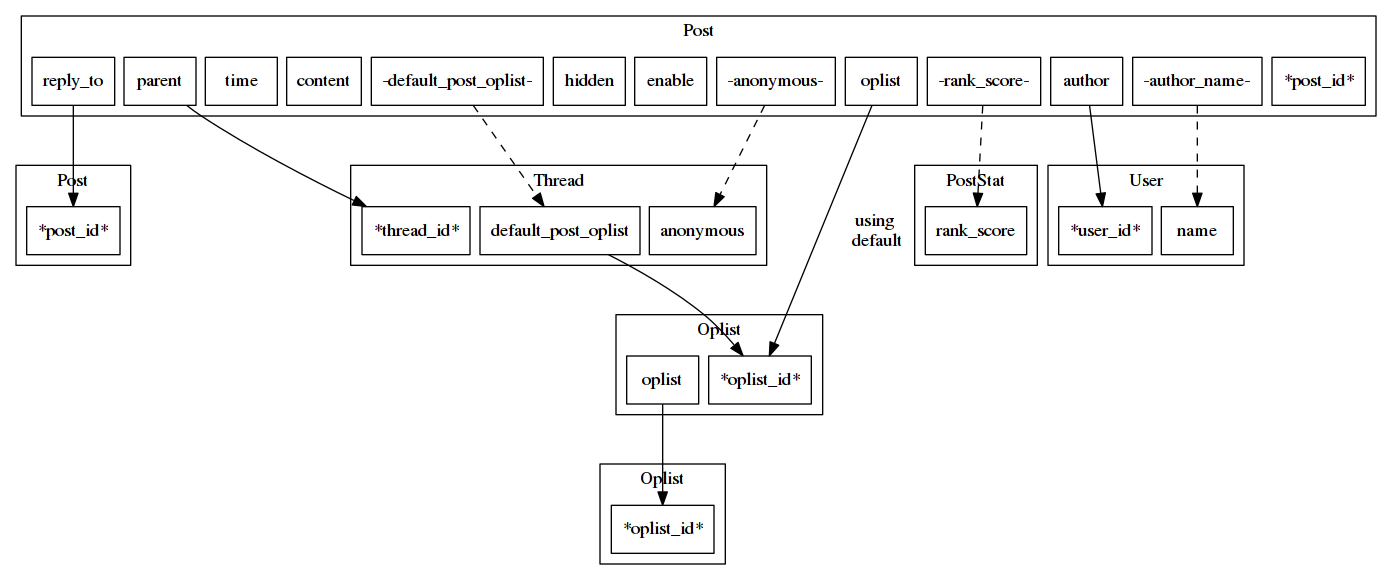 Post
reply_to
parent
time
content
-default_post_oplist-
hidden
enable
-anonymous-
oplist
-rank_score-
author
-author_name-
*post_id*
Post
*post_id*
Thread
*thread_id*
default_post_oplist
anonymous
using
default
PostStat
rank_score
User
*user_id*
name
Oplist
oplist
*oplist_id*
Oplist
*oplist_id*